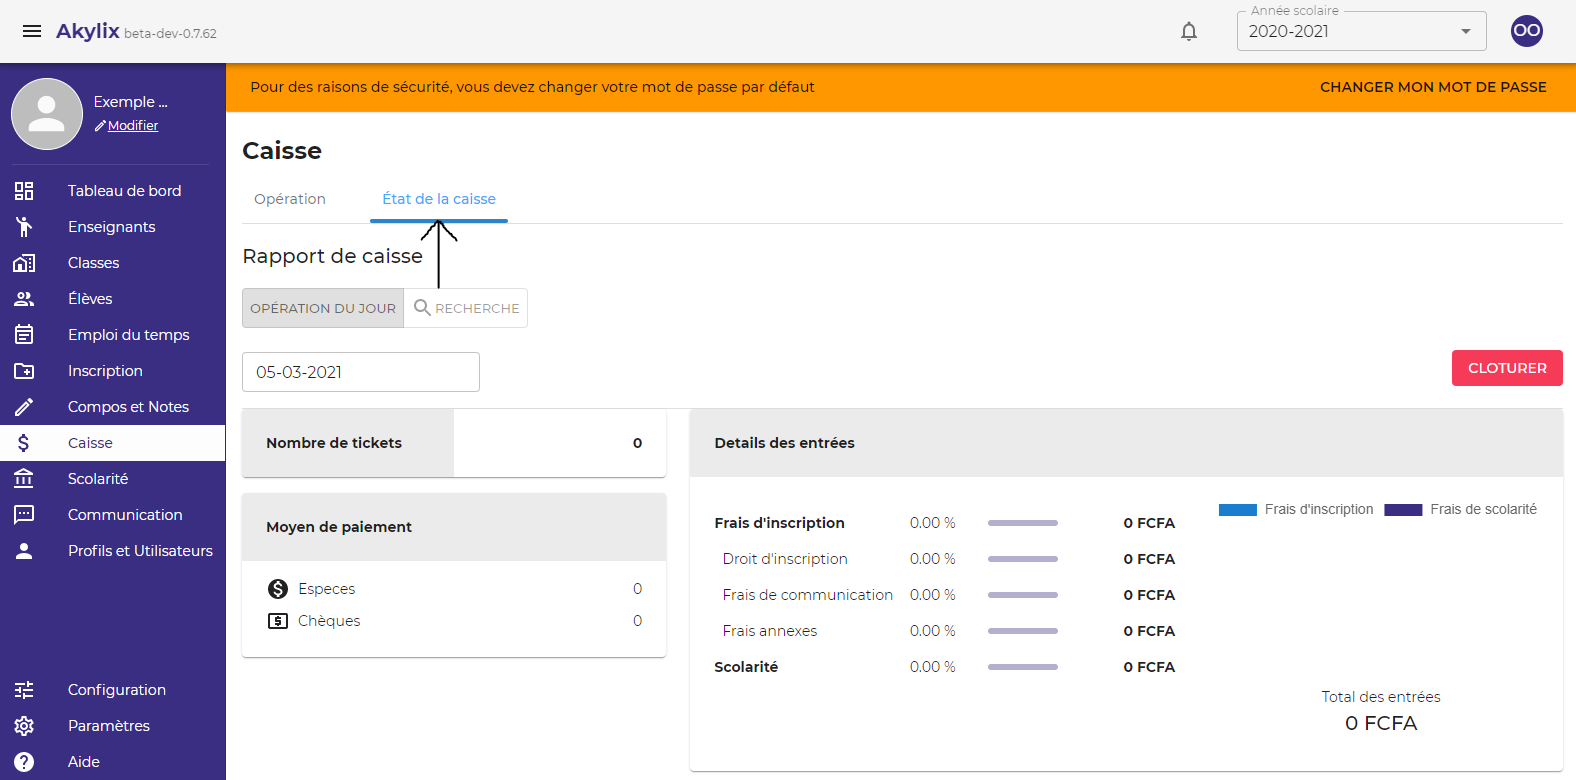 Akylix beta-dev-0.7.62
Année scolaire
2020-2021
OO
Exemple ...
Modifier
Tableau de bord
Enseignants
Classes
Élèves
Emploi du temps
Inscription
Compos et Notes
Caisse
Scolarité
Communication
Profils et Utilisateurs
Configuration
Paramètres
Aide
Pour des raisons de sécurité, vous devez changer votre mot de passe par défaut
CHANGER MON MOT DE PASSE
Caisse
Opération
État de la caisse
Rapport de caisse
OPÉRATION DU JOUR
RECHERCHE
05-03-2021
CLOTURER
Nombre de tickets 0
Moyen de paiement
Especes 0
Chèques 0
Details des entrées
Frais d'inscription 0.00 % 0 FCFA
Droit d'inscription 0.00 % 0 FCFA
Frais de communication 0.00 % 0 FCFA
Frais annexes 0.00 % 0 FCFA
Scolarité 0.00 % 0 FCFA
Frais d'inscription
Frais de scolarité
Total des entrées
0 FCFA